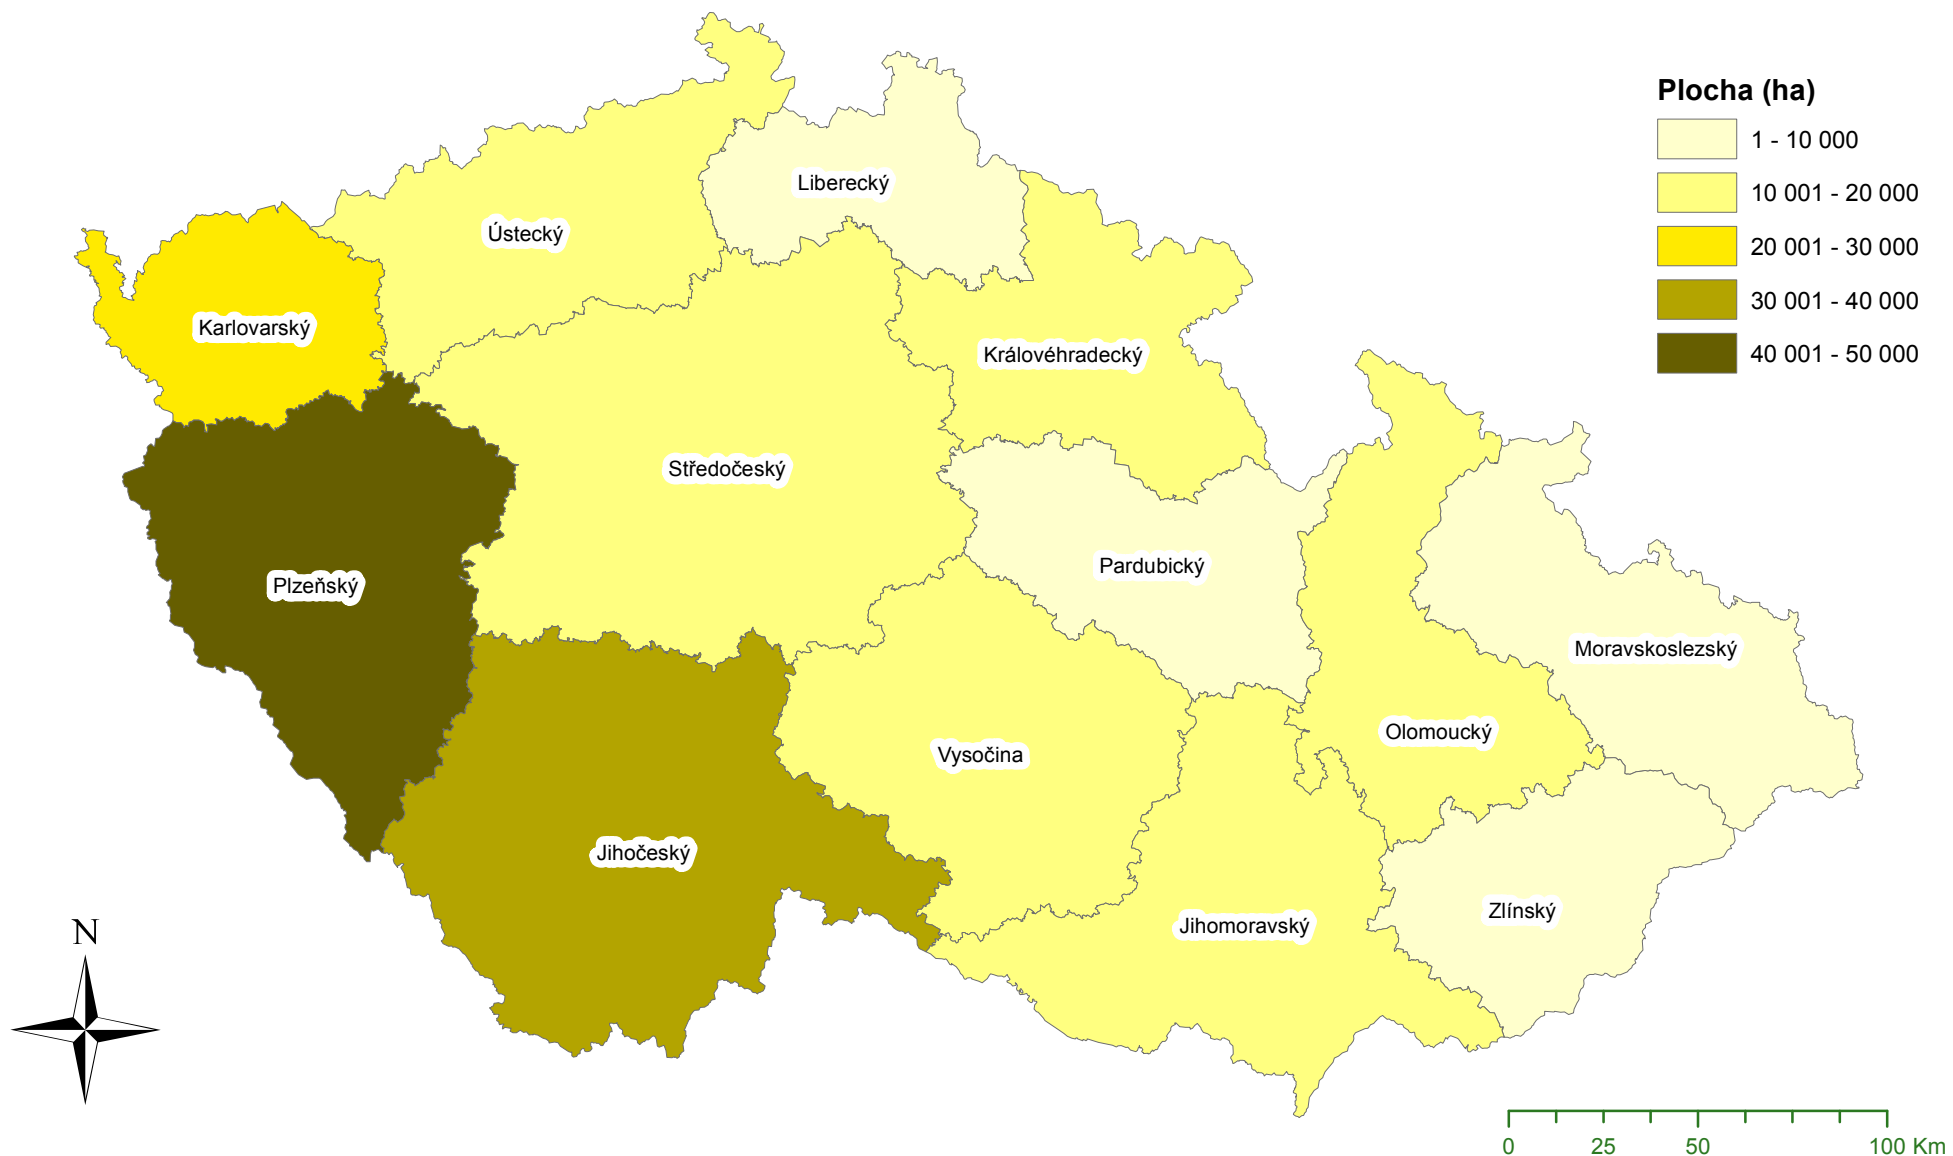 Plocha (ha)
1 - 10 000
10 001 - 20 000
20 001 - 30 000
30 001 - 40 000
40 001 - 50 000
Liberecký
Ústecký
Karlovarský
Královéhradecký
Středočeský
Pardubický
Plzeňský
Moravskoslezský
Olomoucký
Vysočina
Jihočeský
Zlínský
Jihomoravský
N
0 25 50 100 Km